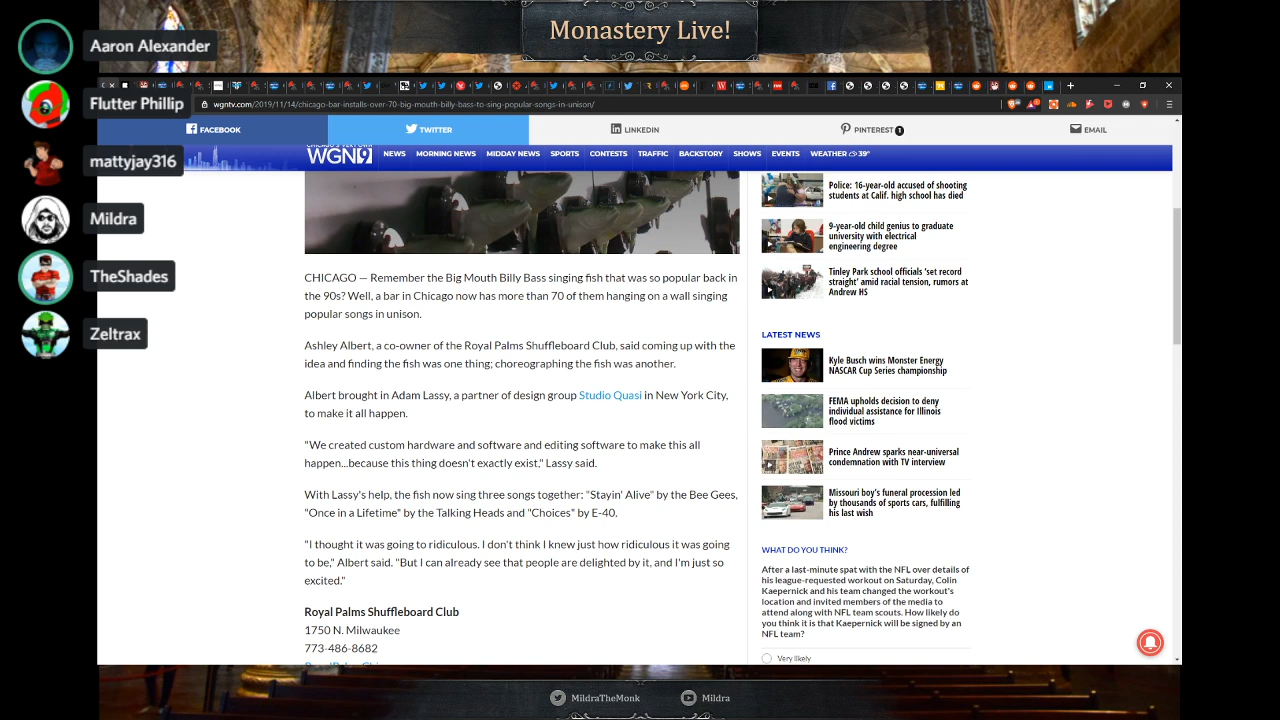 Monastery Live!
Aaron Alexander
Flutter Phillip
mattyjay316
Mildra
TheShades
Zeltrax
wgntv.com/2019/11/14/chicago-bar-installs-over-70-big-mouth-billy-bass-to-sing-popular-songs-in-unison/
FACEBOOK TWITTER LINKEDIN PINTEREST 1 EMAIL
WGN9 NEWS MORNING NEWS MIDDAY NEWS SPORTS CONTESTS TRAFFIC BACKSTORY SHOWS EVENTS WEATHER 39°
CHICAGO — Remember the Big Mouth Billy Bass singing fish that was so popular back in
the 90s? Well, a bar in Chicago now has more than 70 of them hanging on a wall singing
popular songs in unison.
Ashley Albert, a co-owner of the Royal Palms Shuffleboard Club, said coming up with the
idea and finding the fish was one thing; choreographing the fish was another.
Albert brought in Adam Lassy, a partner of design group Studio Quasi in New York City,
to make it all happen.
"We created custom hardware and software and editing software to make this all
happen...because this thing doesn't exactly exist," Lassy said.
With Lassy's help, the fish now sing three songs together: "Stayin' Alive" by the Bee Gees,
"Once in a Lifetime" by the Talking Heads and "Choices" by E-40.
"I thought it was going to ridiculous. I don't think I knew just how ridiculous it was going
to be," Albert said. "But I can already see that people are delighted by it, and I'm just so
excited."
Royal Palms Shuffleboard Club
1750 N. Milwaukee
773-486-8682
Police: 16-year-old accused of shooting
students at Calif. high school has died
9-year-old child genius to graduate
university with electrical
engineering degree
Tinley Park school officials 'set record
straight' amid racial tension, rumors at
Andrew HS
LATEST NEWS
Kyle Busch wins Monster Energy
NASCAR Cup Series championship
FEMA upholds decision to deny
individual assistance for Illinois
flood victims
Prince Andrew sparks near-universal
condemnation with TV interview
Missouri boy's funeral procession led
by thousands of sports cars, fulfilling
his last wish
WHAT DO YOU THINK?
After a last-minute spat with the NFL over details of
his league-requested workout on Saturday, Colin
Kaepernick and his team changed the workout's
location and invited members of the media to
attend along with NFL team scouts. How likely do
you think it is that Kaepernick will be signed by an
NFL team?
Very likely
MildraTheMonk
Mildra